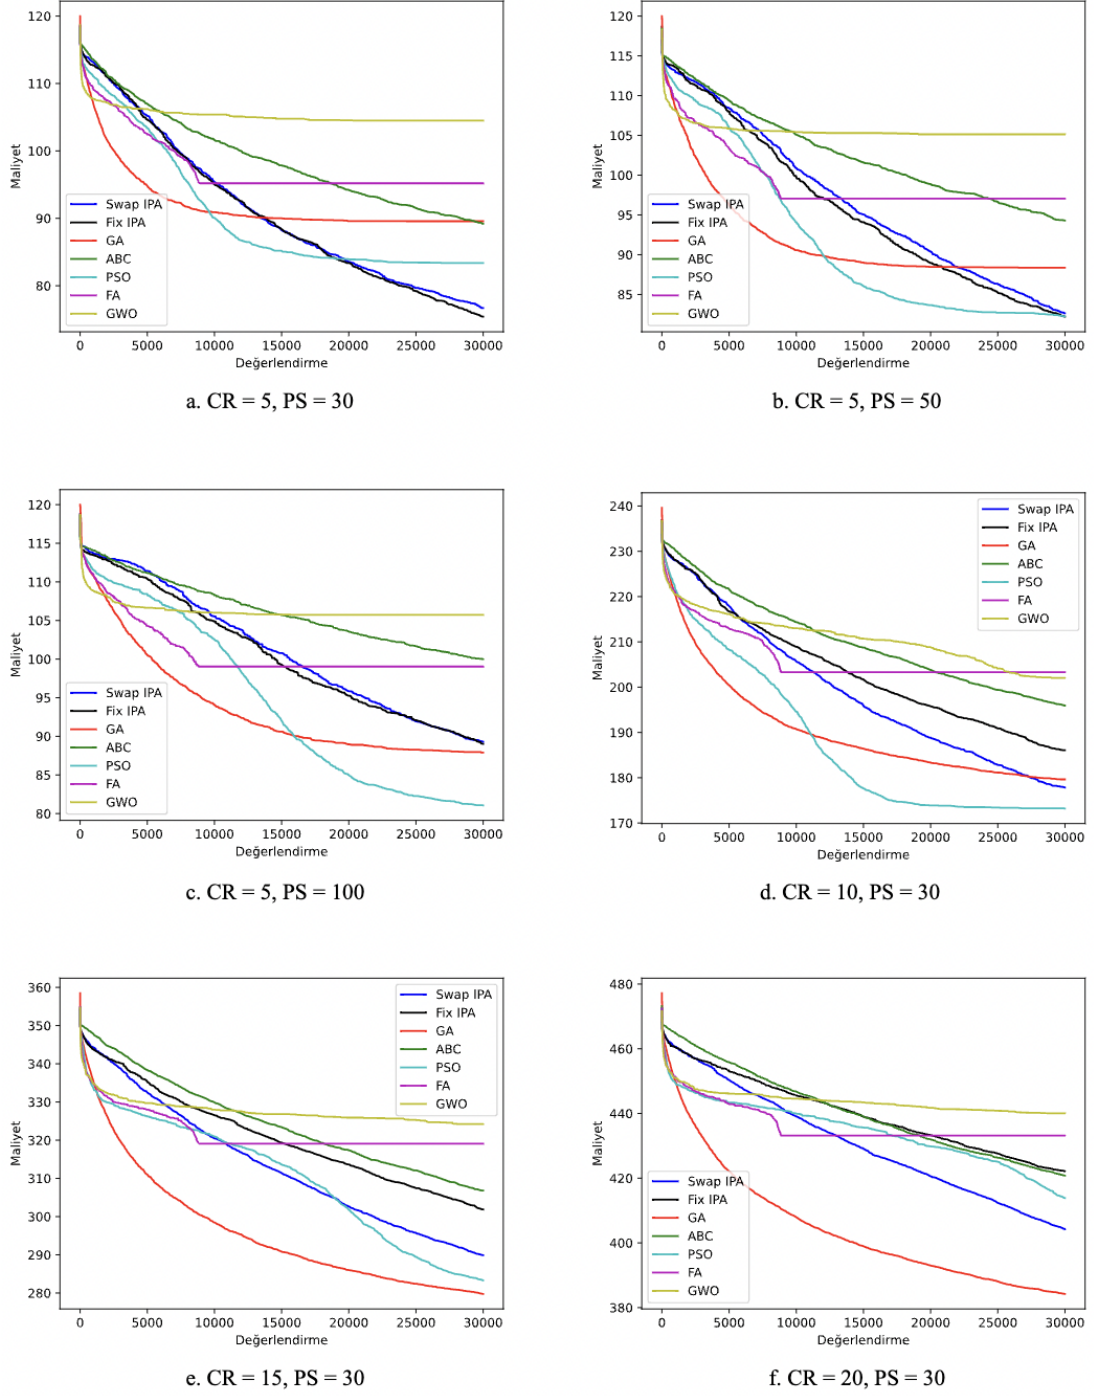 120
110
100
90
80
Maliyet
Swap IPA
Fix IPA
GA
ABC
PSO
FA
GWO
0 5000 10000 15000 20000 25000 30000
Değerlendirme
a. CR = 5, PS = 30
120
115
110
105
100
95
90
85
Maliyet
Swap IPA
Fix IPA
GA
ABC
PSO
FA
GWO
0 5000 10000 15000 20000 25000 30000
Değerlendirme
b. CR = 5, PS = 50
120
115
110
105
100
95
90
85
80
Maliyet
Swap IPA
Fix IPA
GA
ABC
PSO
FA
GWO
0 5000 10000 15000 20000 25000 30000
Değerlendirme
c. CR = 5, PS = 100
240
230
220
210
200
190
180
170
Maliyet
Swap IPA
Fix IPA
GA
ABC
PSO
FA
GWO
0 5000 10000 15000 20000 25000 30000
Değerlendirme
d. CR = 10, PS = 30
360
350
340
330
320
310
300
290
280
Maliyet
Swap IPA
Fix IPA
GA
ABC
PSO
FA
GWO
0 5000 10000 15000 20000 25000 30000
Değerlendirme
e. CR = 15, PS = 30
480
460
440
420
400
380
Maliyet
Swap IPA
Fix IPA
GA
ABC
PSO
FA
GWO
0 5000 10000 15000 20000 25000 30000
Değerlendirme
f. CR = 20, PS = 30